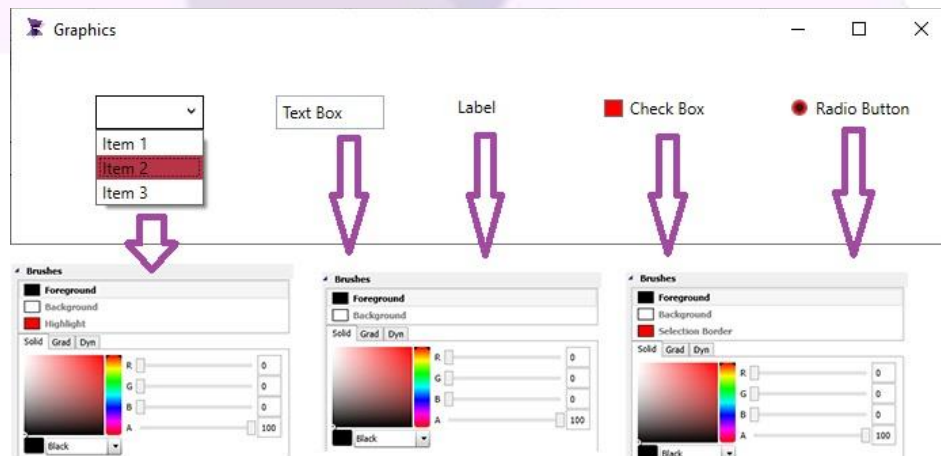 Graphics
Text Box
Label
Check Box
Radio Button
Item 1
Item 2
Item 3
Brushes
Foreground
Background
Highlight
Solid Grad Dyn
R 0
G 0
B 0
A 100
Black
Brushes
Foreground
Background
Solid Grad Dyn
R 0
G 0
B 0
A 100
Black
Brushes
Foreground
Background
Selection Border
Solid Grad Dyn
R 0
G 0
B 0
A 100
Black